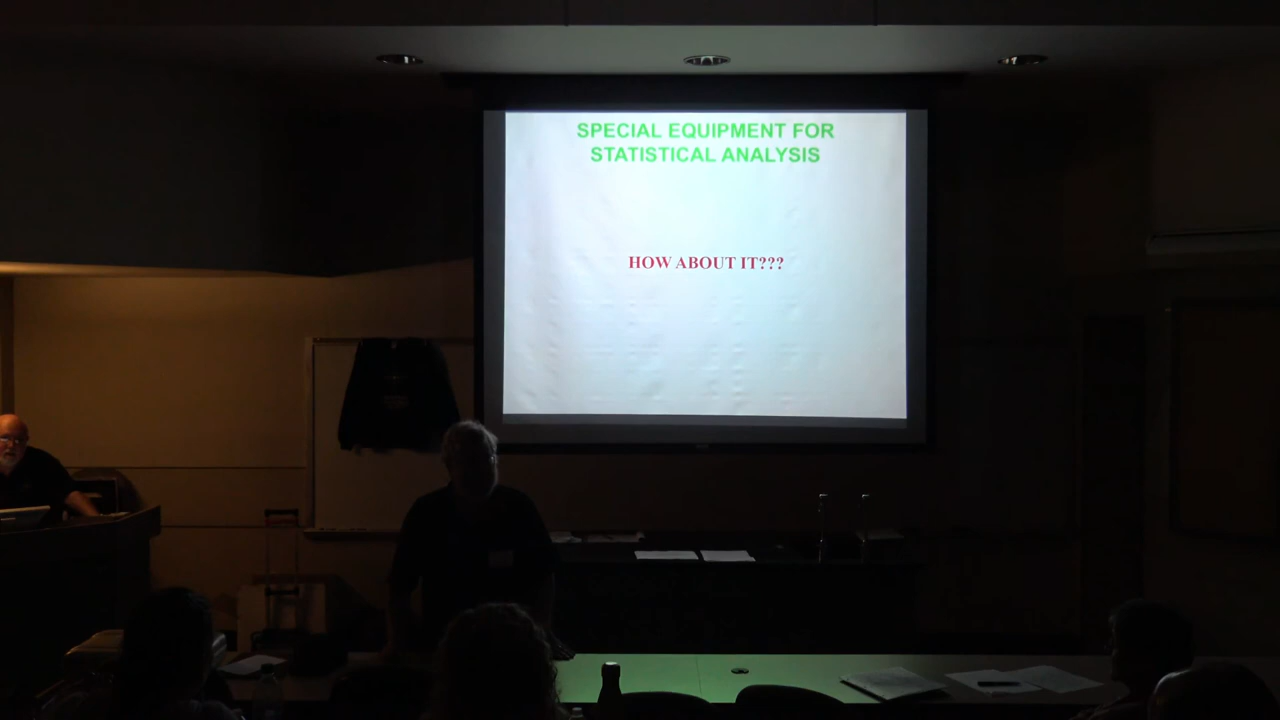 SPECIAL EQUIPMENT FOR
STATISTICAL ANALYSIS
HOW ABOUT IT???